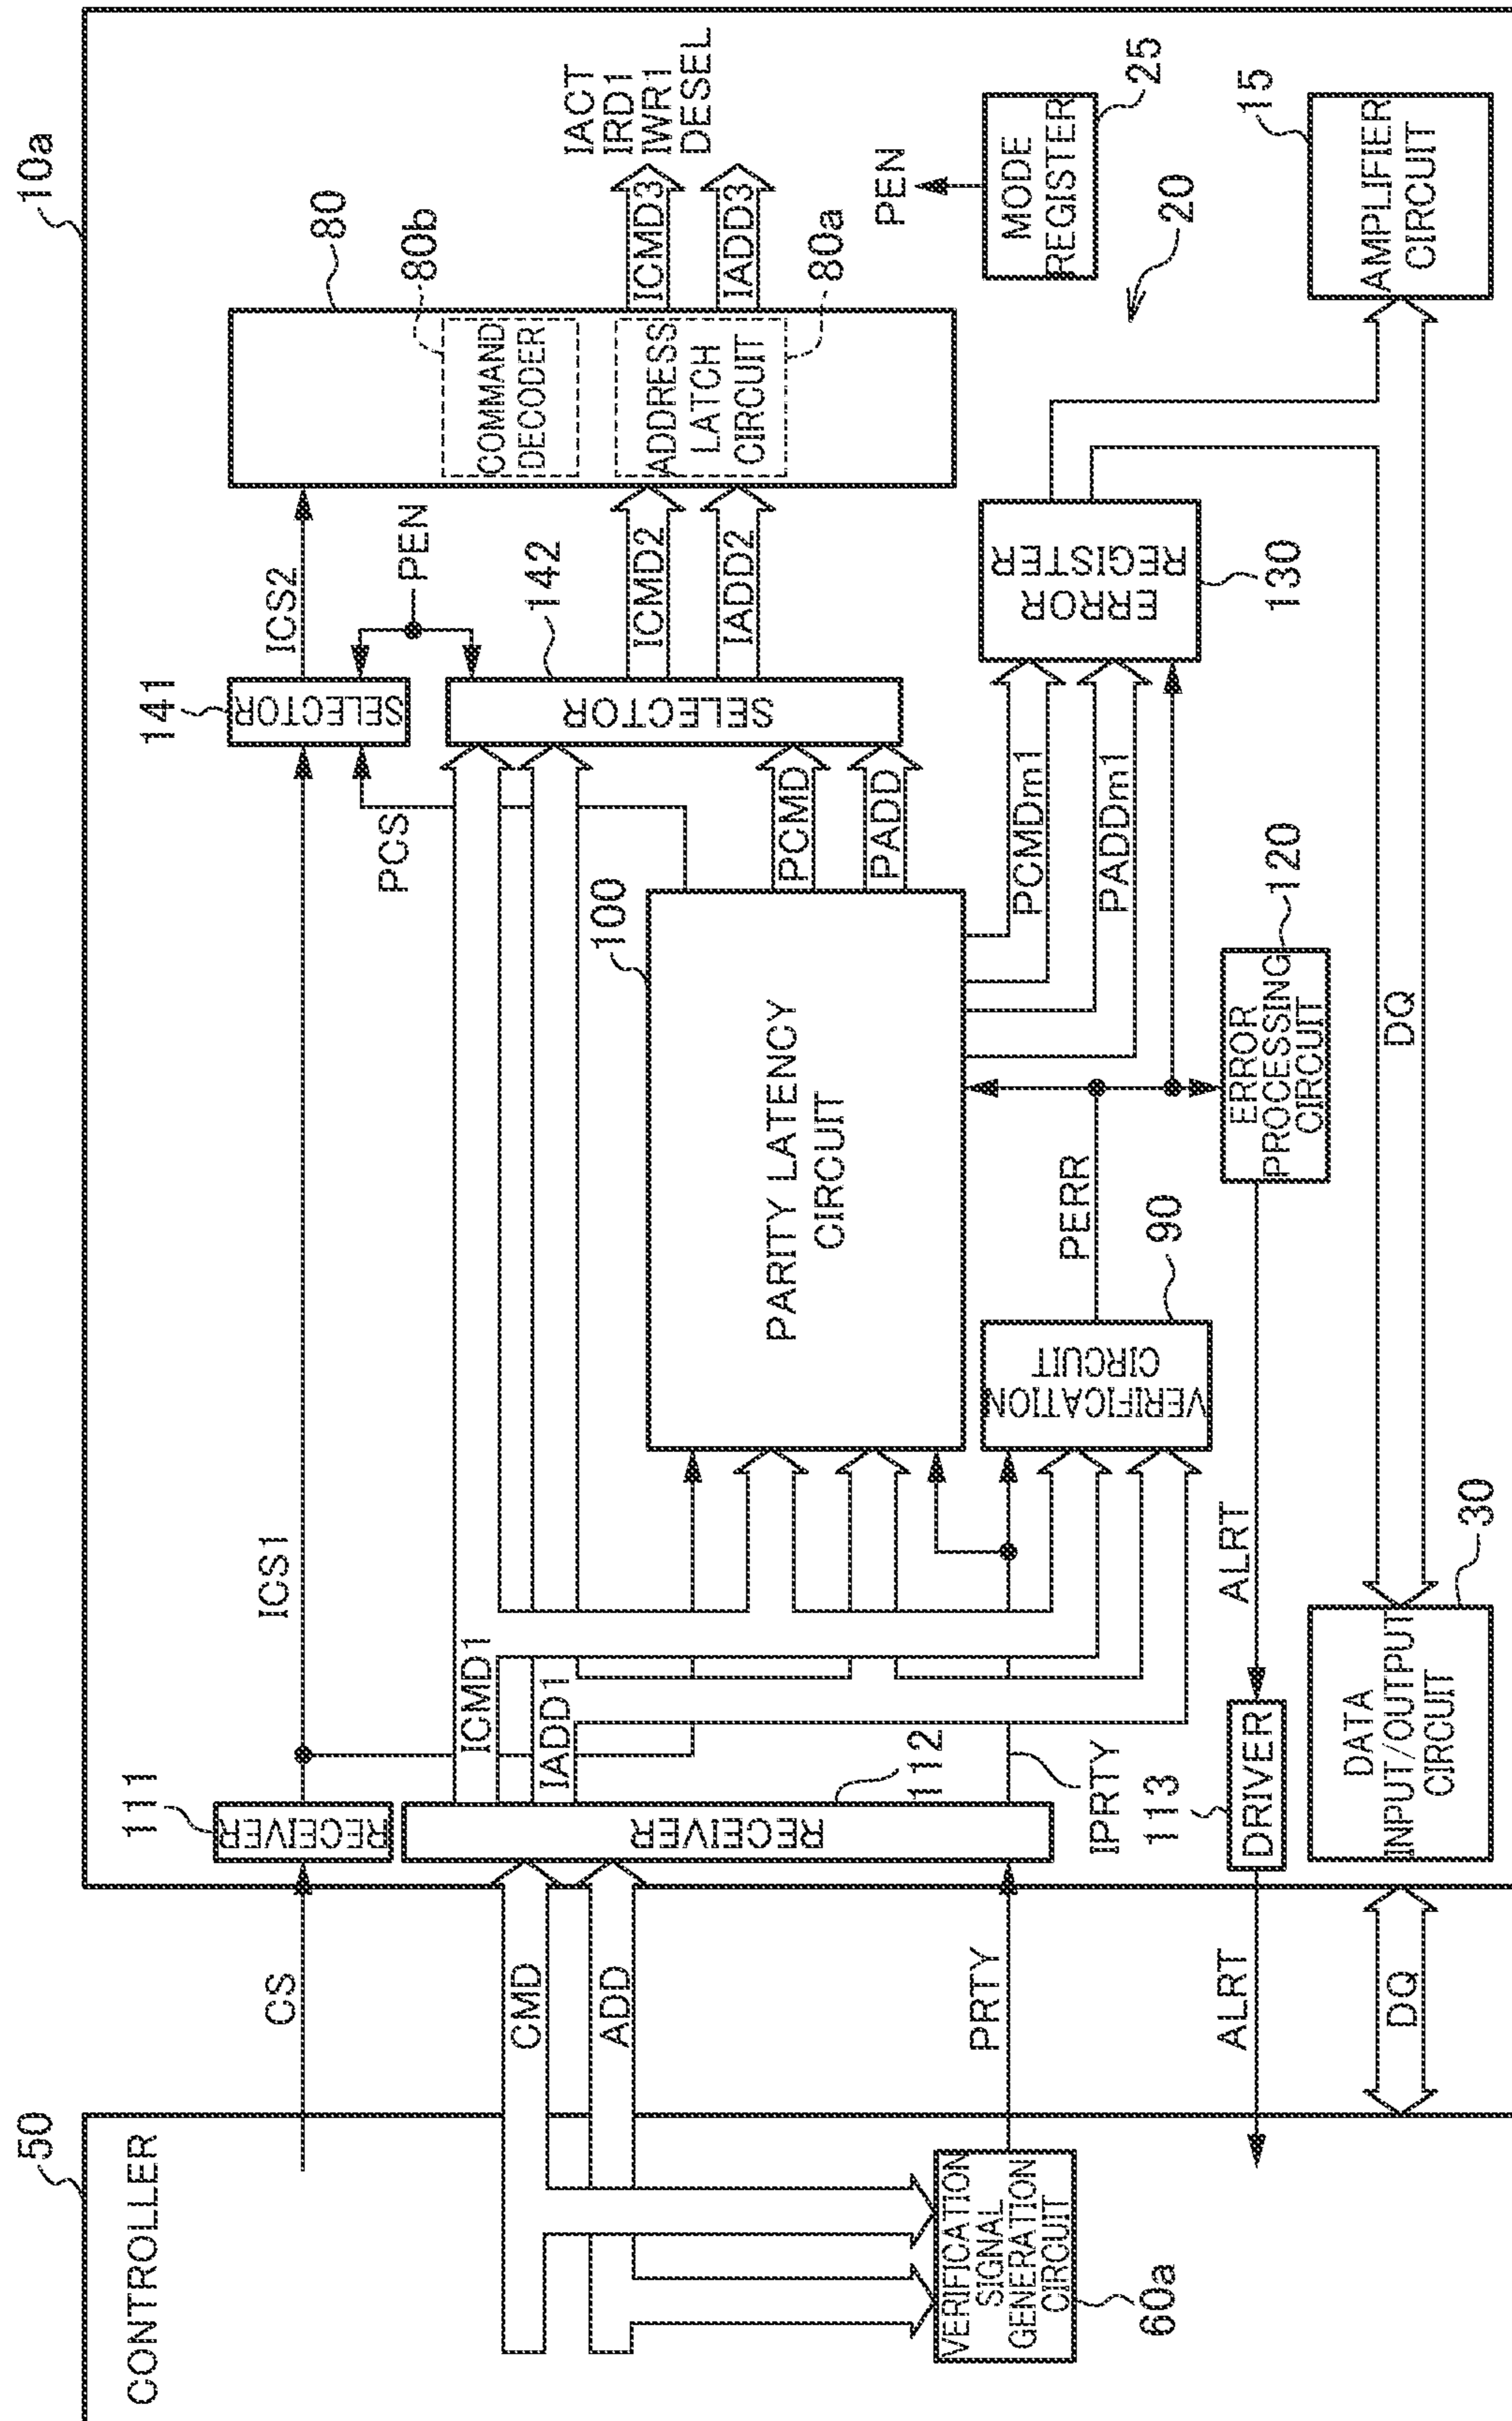 10a
IACT
IRD1
IWR1
DESEL
80
80b
80a
COMMAND
DECODER
ADDRESS
LATCH
CIRCUIT
ICMD3
IADD3
PEN
MODE
REGISTER
25
20
15
AMPLIFIER
CIRCUIT
ICS2
PEN
141
SELECTOR
142
SELECTOR
ICMD2
IADD2
ERROR
REGISTER
130
PCS
100
PARITY LATENCY
CIRCUIT
PCMD
PADD
PCMDm1
PADDm1
120
ERROR
PROCESSING
CIRCUIT
DQ
PERR
90
VERIFICATION
CIRCUIT
ICS1
ICMD1
IADD1
ALRT
30
DATA
INPUT/OUTPUT
CIRCUIT
111
RECEIVER
112
RECEIVER
IPRTY
113
DRIVER
CS
CMD
ADD
PRTY
ALRT
DQ
50
CONTROLLER
VERIFICATION
SIGNAL
GENERATION
CIRCUIT
60a